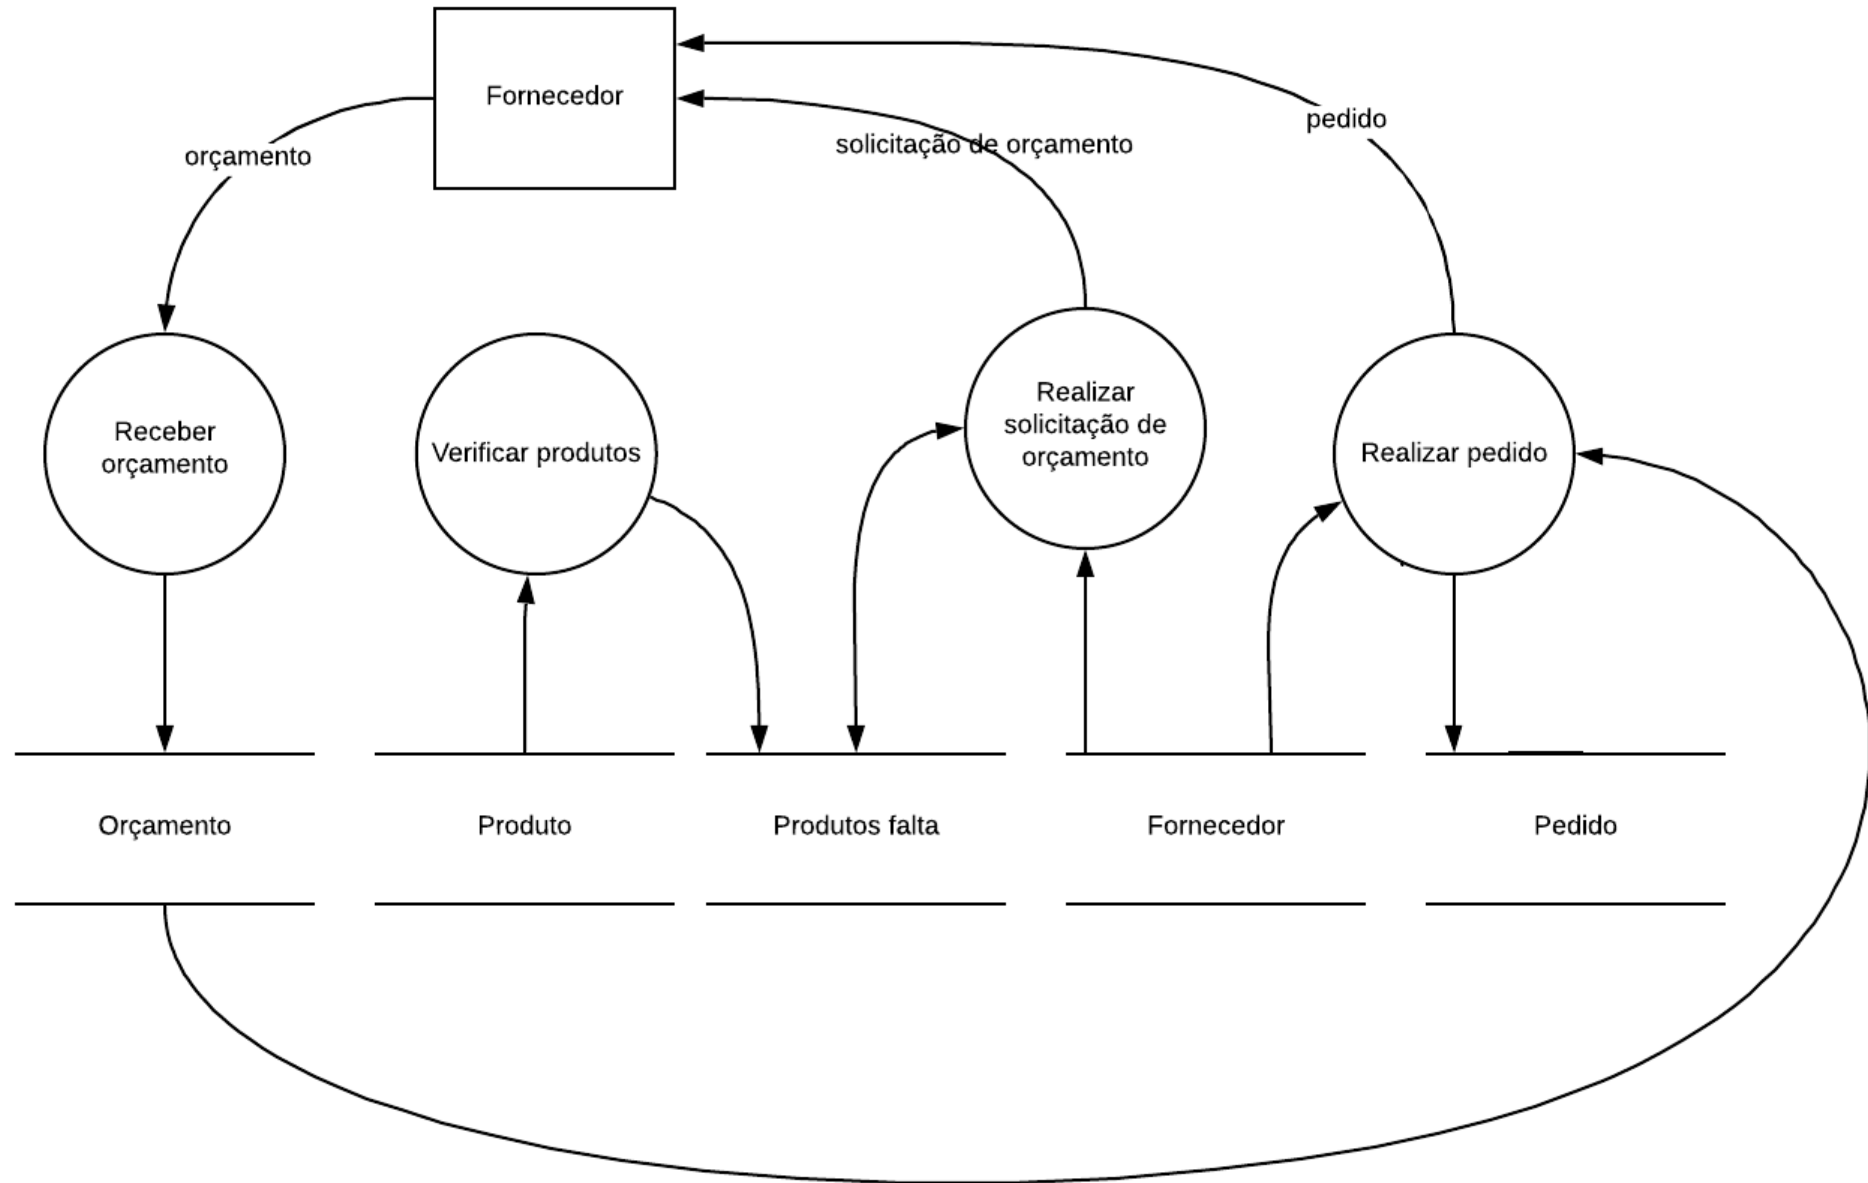 Fornecedor
pedido
solicitação de orçamento
orçamento
Receber
orçamento
Verificar produtos
Realizar
solicitação de
orçamento
Realizar pedido
Orçamento
Produto
Produtos falta
Fornecedor
Pedido